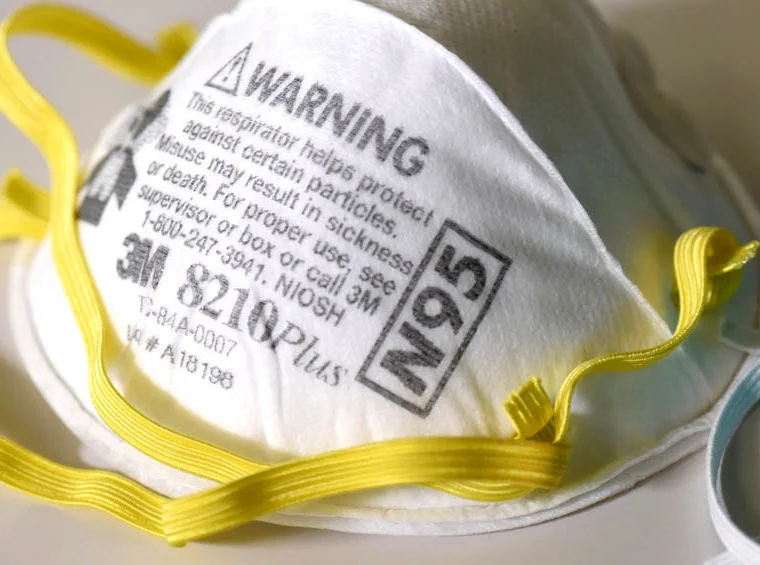 WARNING
This respirator helps protect
against certain particles.
Misuse may result in sickness
or death. For proper use, see
supervisor or box or call 3M
1-800-247-3941. NIOSH
3M 8210Plus
N95
TC-84A-0007
# A18198